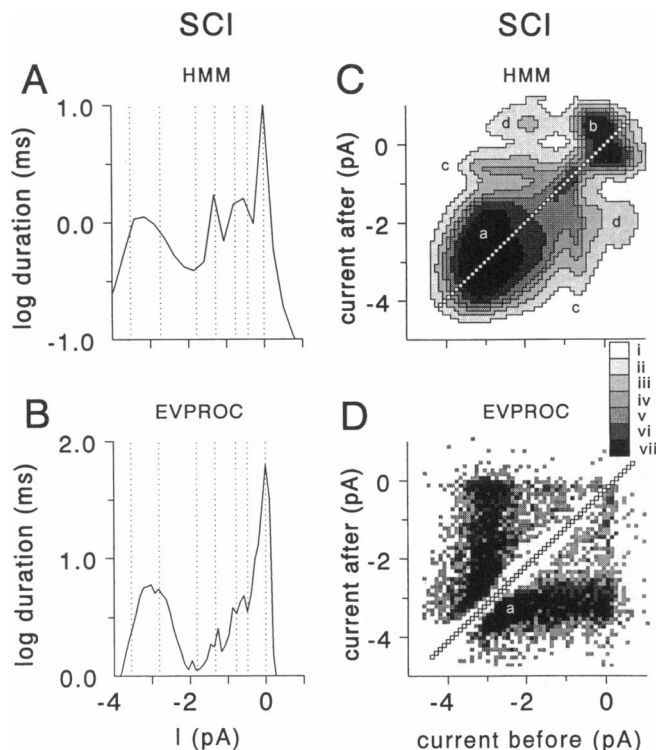 SCI
SCI
A
HMM
1.0
0.0
-1.0
log duration (ms)
C
HMM
0
-2
-4
current after (pA)
a
b
c
c
d
d
i
ii
iii
iv
v
vi
vii
B
EVPROC
2.0
1.0
0.0
log duration (ms)
-4
-2
0
I (pA)
D
EVPROC
0
-2
-4
current after (pA)
a
-4
-2
0
current before (pA)